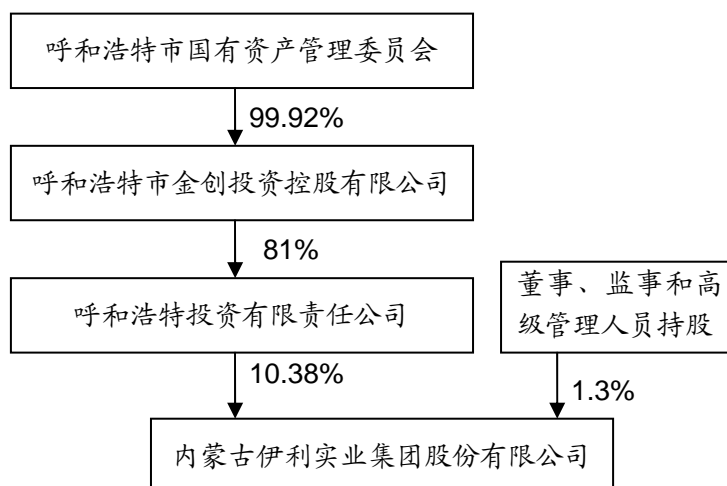 呼和浩特市国有资产管理委员会
99.92%
呼和浩特市金创投资控股有限公司
81%
呼和浩特投资有限责任公司
董事、监事和高
级管理人员持股
10.38%
1.3%
内蒙古伊利实业集团股份有限公司